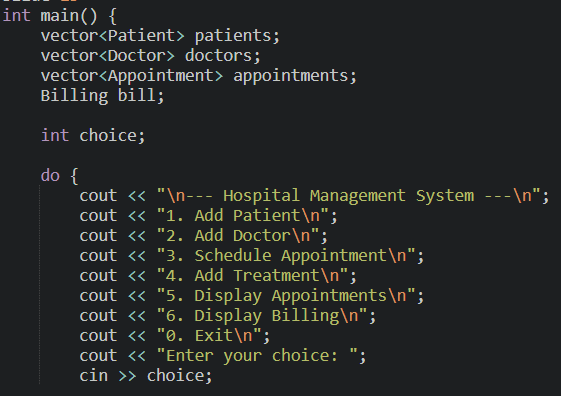 int main() {
    vector<Patient> patients;
    vector<Doctor> doctors;
    vector<Appointment> appointments;
    Billing bill;

    int choice;

    do {
        cout << "\n--- Hospital Management System ---\n";
        cout << "1. Add Patient\n";
        cout << "2. Add Doctor\n";
        cout << "3. Schedule Appointment\n";
        cout << "4. Add Treatment\n";
        cout << "5. Display Appointments\n";
        cout << "6. Display Billing\n";
        cout << "0. Exit\n";
        cout << "Enter your choice: ";
        cin >> choice;